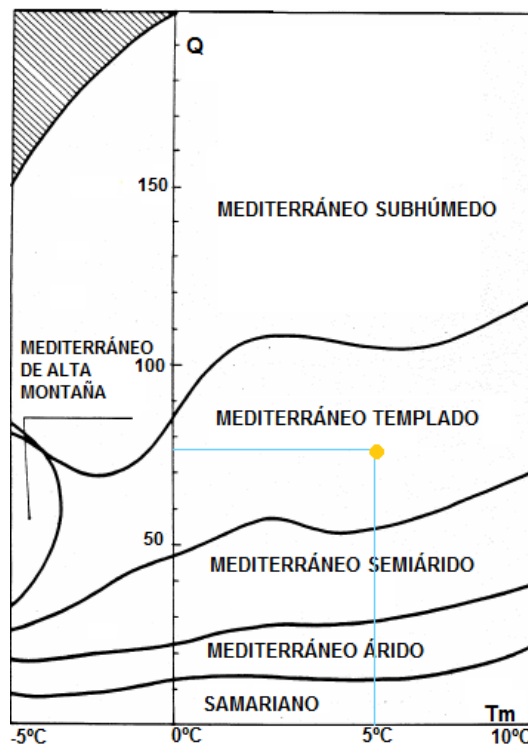 Q
150
MEDITERRÁNEO SUBHÚMEDO
MEDITERRÁNEO
DE ALTA
MONTAÑA
100
MEDITERRÁNEO TEMPLADO
50
MEDITERRÁNEO SEMIÁRIDO
MEDITERRÁNEO ÁRIDO
SAMARIANO
Tm
-5ºC 0ºC 5ºC 10ºC